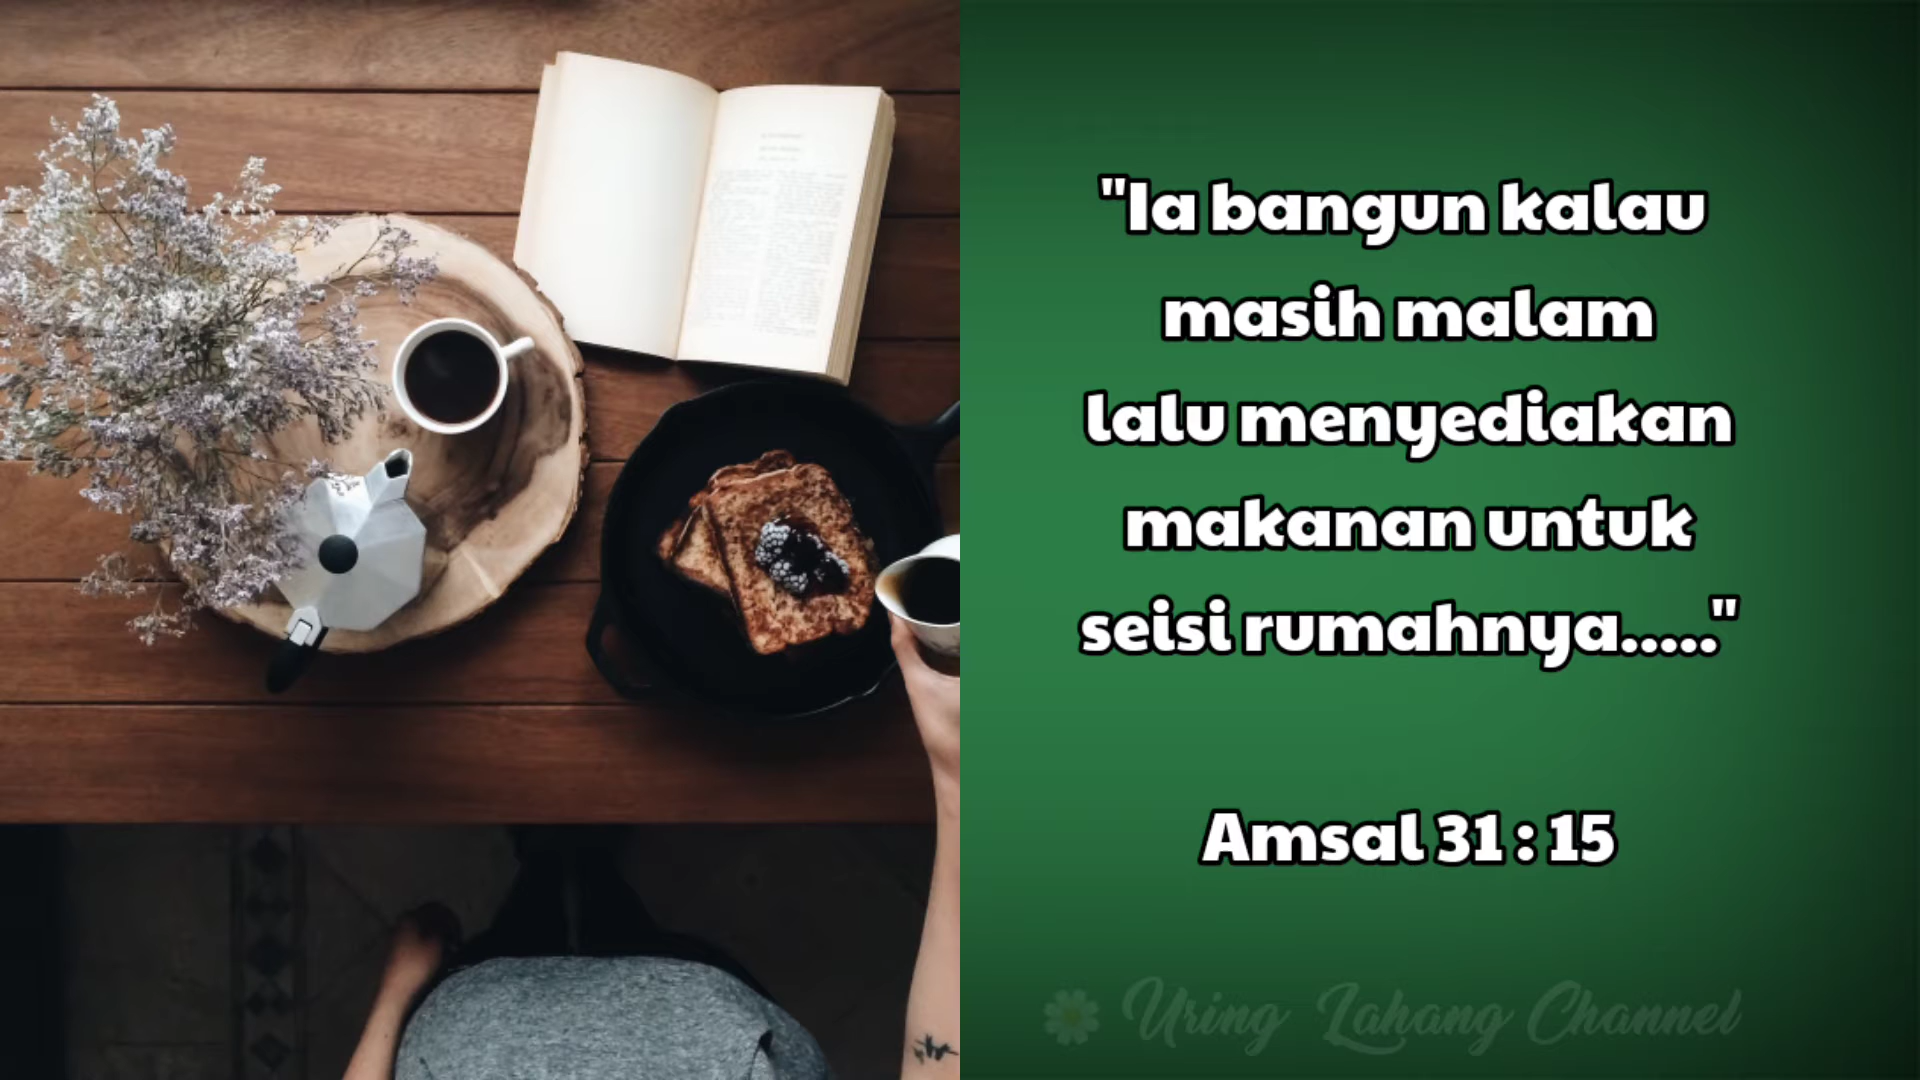 "Ia bangun kalau
masih malam
lalu menyediakan
makanan untuk
seisi rumahnya....."
Amsal 31 : 15
Uring Lahang Channel